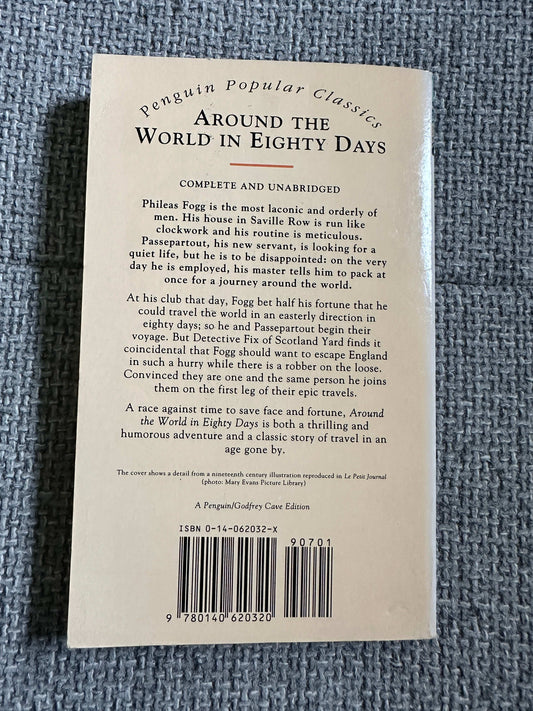 Penguin Popular Classics
AROUND THE
WORLD IN EIGHTY DAYS
COMPLETE AND UNABRIDGED
Phileas Fogg is the most laconic and orderly of
men. His house in Saville Row is run like
clockwork and his routine is meticulous.
Passepartout, his new servant, is looking for a
quiet life, but he is to be disappointed: on the very
day he is employed, his master tells him to pack at
once for a journey around the world.
At his club that day, Fogg bet half his fortune that he
could travel the world in an easterly direction in
eighty days; so he and Passepartout begin their
voyage. But Detective Fix of Scotland Yard finds it
coincidental that Fogg should want to escape England
in such a hurry while there is a robber on the loose.
Convinced they are one and the same person he joins
them on the first leg of their epic travels.
A race against time to save face and fortune, Around
the World in Eighty Days is both a thrilling and
humorous adventure and a classic story of travel in an
age gone by.
The cover shows a detail from a nineteenth century illustration reproduced in Le Petit Journal
(photo: Mary Evans Picture Library)
A Penguin/Godfrey Cave Edition
ISBN 0-14-062032-X
90701
9 780140 620320